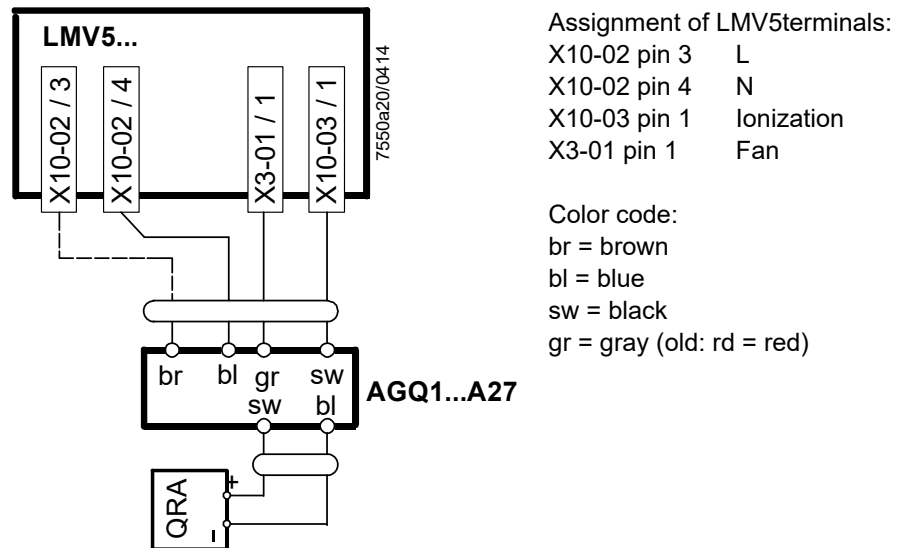 LMV5...
X10-02 / 3
X10-02 / 4
X3-01 / 1
X10-03 / 1
7550a20/0414
br bl gr sw
sw bl
AGQ1...A27
QRA
+
-
Assignment of LMV5terminals:
X10-02 pin 3 L
X10-02 pin 4 N
X10-03 pin 1 Ionization
X3-01 pin 1 Fan
Color code:
br = brown
bl = blue
sw = black
gr = gray (old: rd = red)